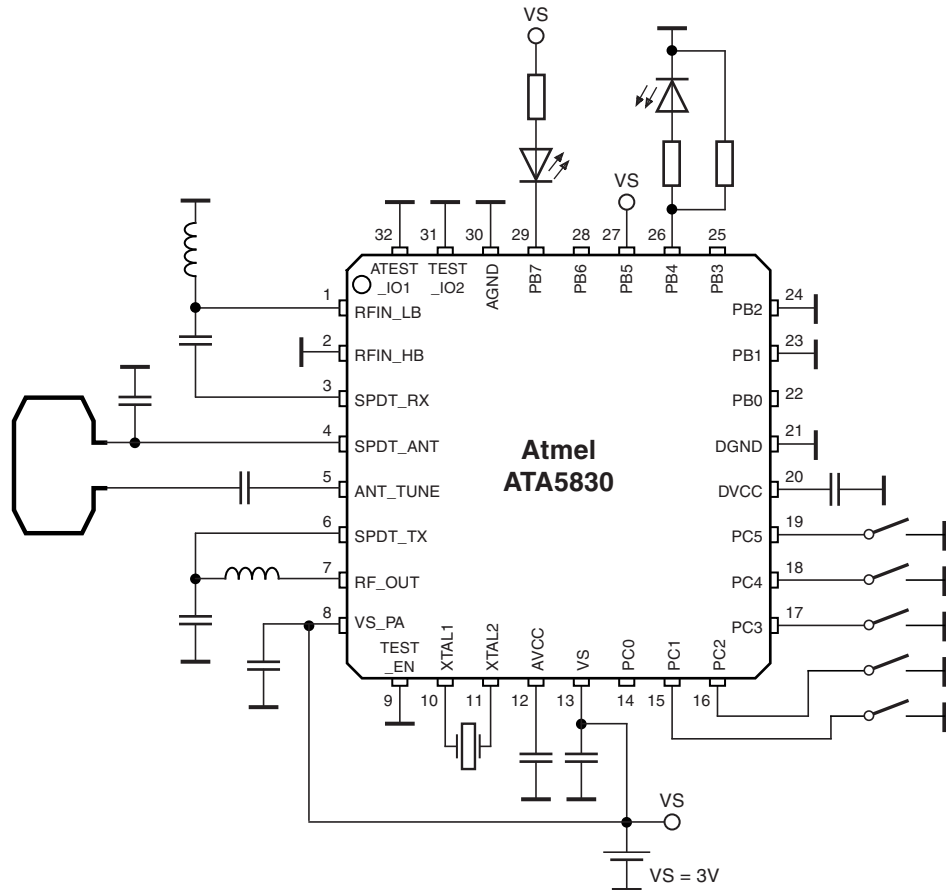 VS
VS
32
31
30
29
28
27
26
25
ATEST
_IO1
TEST
_IO2
AGND
PB7
PB6
PB5
PB4
PB3
1
RFIN_LB
2
RFIN_HB
3
SPDT_RX
4
SPDT_ANT
5
ANT_TUNE
6
SPDT_TX
7
RF_OUT
8
VS_PA
Atmel
ATA5830
PB2
24
PB1
23
PB0
22
DGND
21
DVCC
20
PC5
19
PC4
18
PC3
17
TEST
_EN
XTAL1
XTAL2
AVCC
VS
PC0
PC1
PC2
9
10
11
12
13
14
15
16
VS
VS = 3V